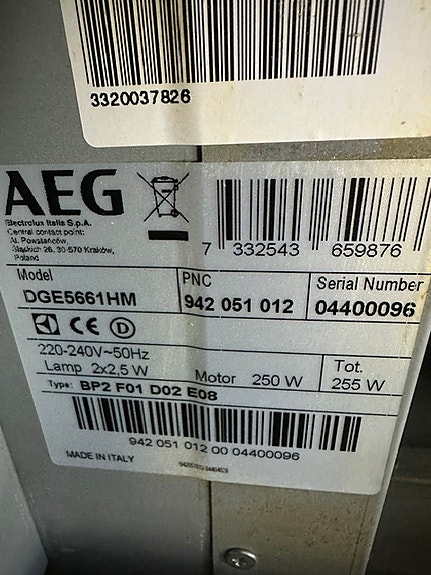 3320037826
AEG
Electrolux Italia S.p.A.
Central contact point:
Al. Powstańców
Śląskich 26, 30-570 Kraków,
Poland
7 332543 659876
Model
DGE5661HM
PNC
942 051 012
Serial Number
04400096
CE D
220-240V~50Hz
Lamp 2x2,5 W
Motor 250 W
Tot.
255 W
Type: BP2 F01 D02 E08
942 051 012 00 04400096
MADE IN ITALY